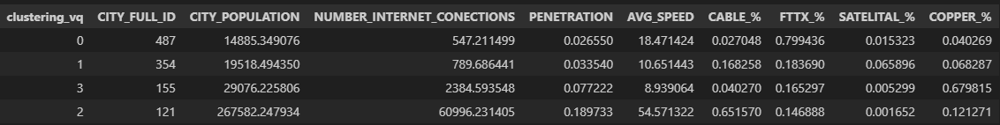 clustering_vq CITY_FULL_ID CITY_POPULATION NUMBER_INTERNET_CONECTIONS PENETRATION AVG_SPEED CABLE_% FTTX_% SATELITAL_% COPPER_%
0 487 14885.349076 547.211499 0.026550 18.471424 0.027048 0.799436 0.015323 0.040269
1 354 19518.494350 789.686441 0.033540 10.651443 0.168258 0.183690 0.065896 0.068287
3 155 29076.225806 2384.593548 0.077222 8.939064 0.040270 0.165297 0.005299 0.679815
2 121 267582.247934 60996.231405 0.189733 54.571322 0.651570 0.146888 0.001652 0.121271